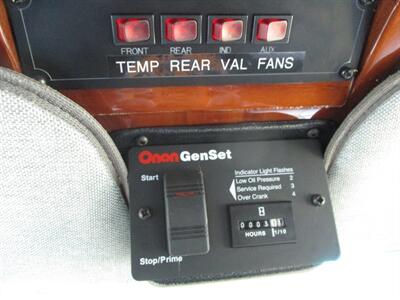 FRONT REAR IND AUX
TEMP REAR VAL FANS
Onan GenSet
Start
Indicator Light Flashes
Low Oil Pressure 2
Service Required 3
Over Crank 4
HOURS 1/10
Stop/Prime